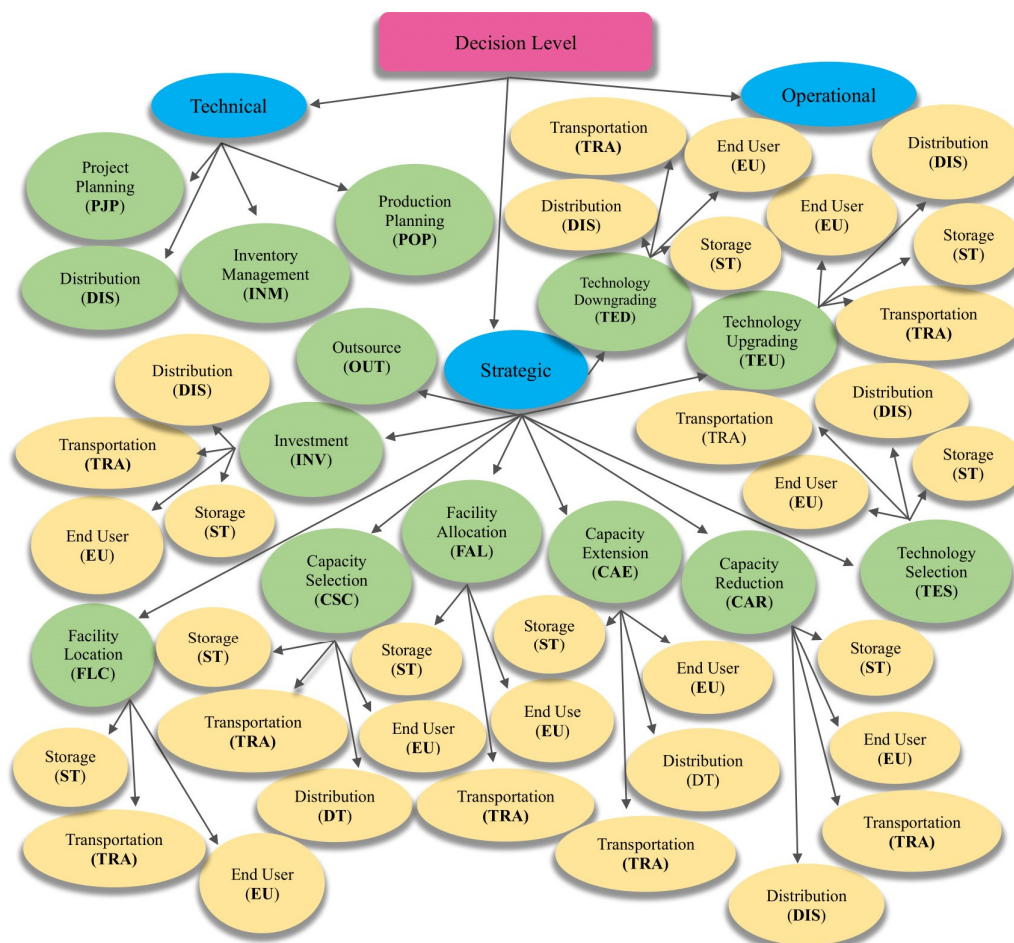 Decision Level
Technical
Operational
Project
Planning
(PJP)
Production
Planning
(POP)
Distribution
(DIS)
Inventory
Management
(INM)
Transportation
(TRA)
End User
(EU)
Distribution
(DIS)
Distribution
(DIS)
End User
(EU)
Storage
(ST)
Storage
(ST)
Technology
Downgrading
(TED)
Technology
Upgrading
(TEU)
Transportation
(TRA)
Outsource
(OUT)
Strategic
Distribution
(DIS)
Investment
(INV)
Transportation
(TRA)
End User
(EU)
Storage
(ST)
Transportation
(TRA)
Distribution
(DIS)
Storage
(ST)
End User
(EU)
Technology
Selection
(TES)
Facility
Allocation
(FAL)
Capacity
Extension
(CAE)
Capacity
Selection
(CSC)
Capacity
Reduction
(CAR)
Facility
Location
(FLC)
Storage
(ST)
Storage
(ST)
Storage
(ST)
End User
(EU)
Storage
(ST)
Transportation
(TRA)
End User
(EU)
End Use
(EU)
End User
(EU)
Storage
(ST)
Distribution
(DT)
Transportation
(TRA)
Distribution
(DT)
Transportation
(TRA)
Transportation
(TRA)
Transportation
(TRA)
End User
(EU)
Distribution
(DIS)